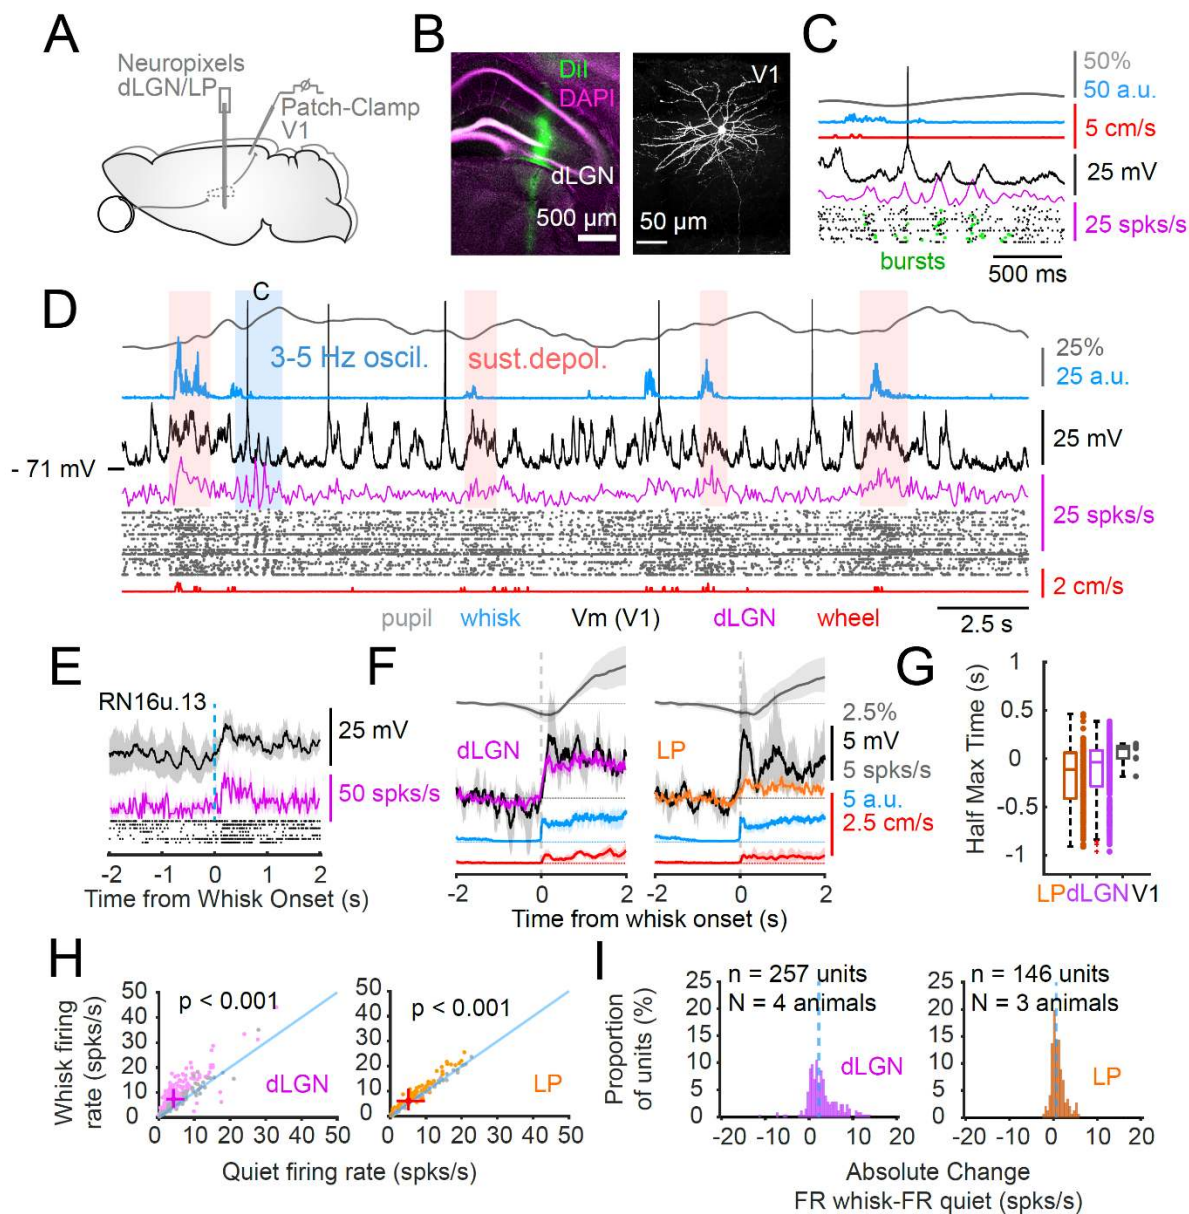 A
Neuropixels
dLGN/LP
Patch-Clamp
V1
B
DiI
DAPI
dLGN
500 µm
V1
50 µm
C
50%
50 a.u.
5 cm/s
25 mV
25 spks/s
bursts
500 ms
D
C
3-5 Hz oscil.
sust.depol.
25%
25 a.u.
25 mV
- 71 mV
25 spks/s
2 cm/s
pupil whisk Vm (V1) dLGN wheel
2.5 s
E
RN16u.13
25 mV
50 spks/s
-2 -1 0 1 2
Time from Whisk Onset (s)
F
dLGN
LP
2.5%
5 mV
5 spks/s
5 a.u.
2.5 cm/s
-2 0 2
-2 0 2
Time from whisk onset (s)
G
Half Max Time (s)
1
0.5
0
-0.5
-1
LP dLGN V1
H
Whisk firing
rate (spks/s)
50
40
30
20
10
0
p < 0.001
dLGN
0 10 20 30 40 50
50
40
30
20
10
0
p < 0.001
LP
0 10 20 30 40 50
Quiet firing rate (spks/s)
I
Proportion
of units (%)
25
20
15
10
5
0
n = 257 units
N = 4 animals
dLGN
-20 -10 0 10 20
25
20
15
10
5
0
n = 146 units
N = 3 animals
LP
-20 -10 0 10 20
Absolute Change
FR whisk-FR quiet (spks/s)